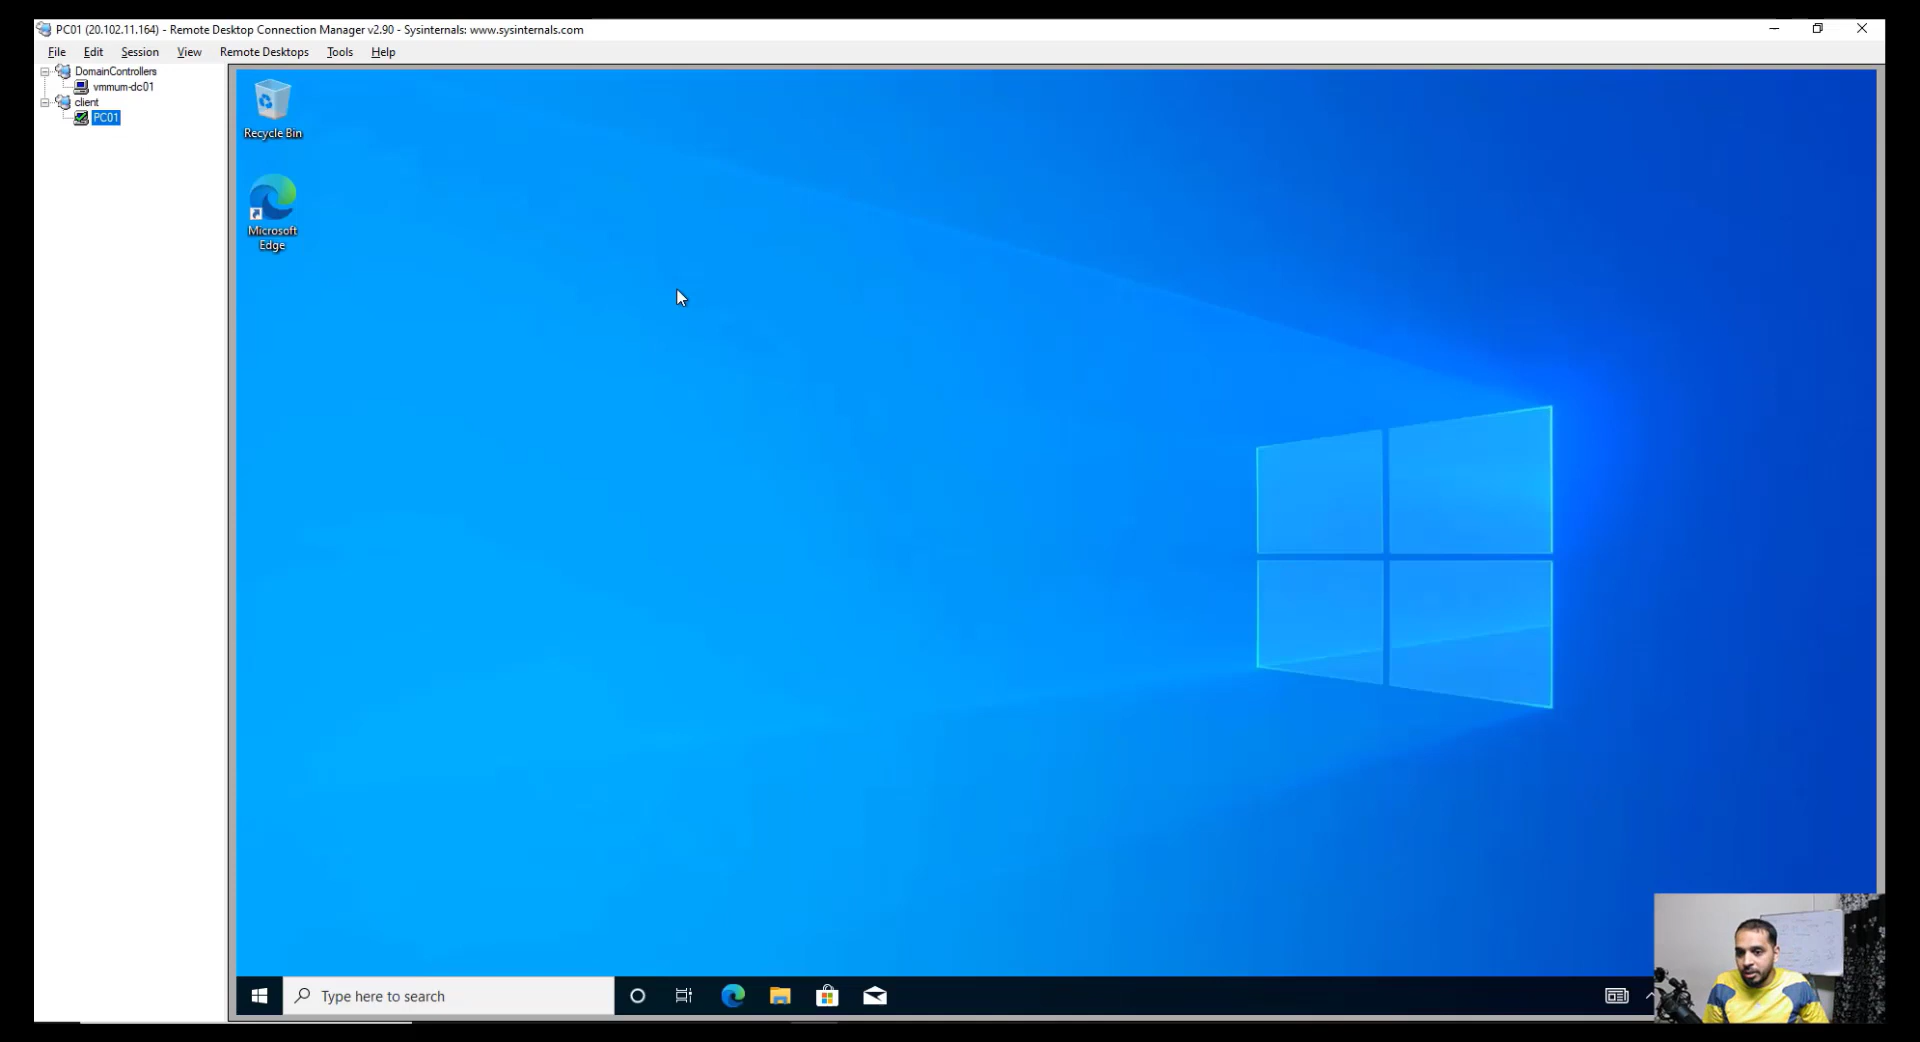 PC01 (20.102.11.164) - Remote Desktop Connection Manager v2.90 - Sysinternals: www.sysinternals.com
File Edit Session View Remote Desktops Tools Help
DomainControllers
vmmum-dc01
client
PC01
Recycle Bin
Microsoft
Edge
Type here to search